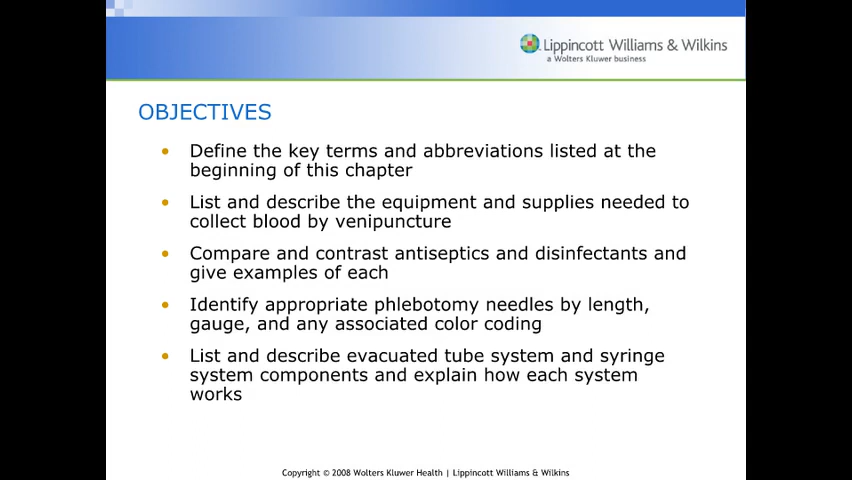 Lippincott Williams & Wilkins
a Wolters Kluwer business
OBJECTIVES
• Define the key terms and abbreviations listed at the
beginning of this chapter
• List and describe the equipment and supplies needed to
collect blood by venipuncture
• Compare and contrast antiseptics and disinfectants and
give examples of each
• Identify appropriate phlebotomy needles by length,
gauge, and any associated color coding
• List and describe evacuated tube system and syringe
system components and explain how each system
works
Copyright © 2008 Wolters Kluwer Health | Lippincott Williams & Wilkins